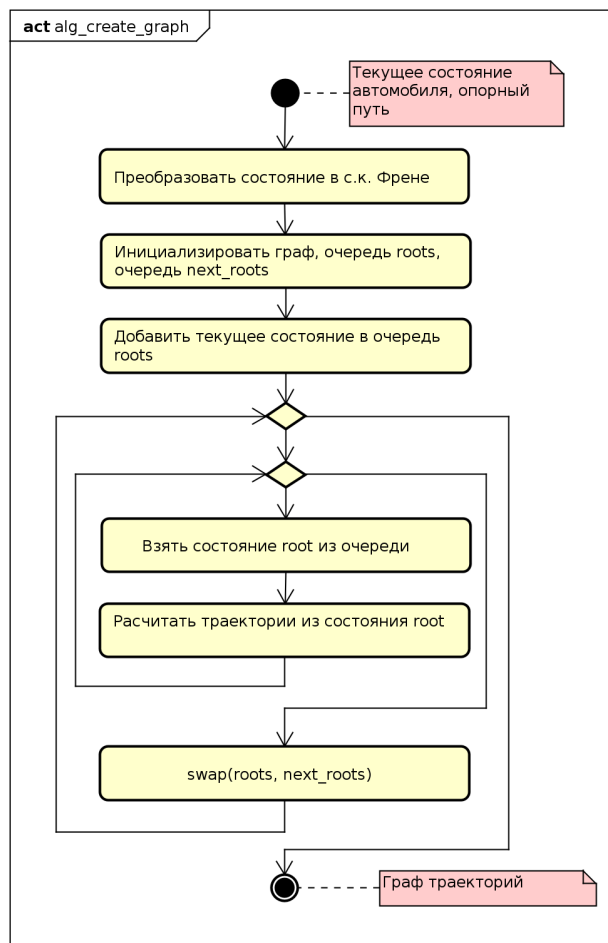 act alg_create_graph
Текущее состояние
автомобиля, опорный
путь
Преобразовать состояние в с.к. Френе
Инициализировать граф, очередь roots,
очередь next_roots
Добавить текущее состояние в очередь
roots
Взять состояние root из очереди
Расчитать траектории из состояния root
swap(roots, next_roots)
Граф траекторий